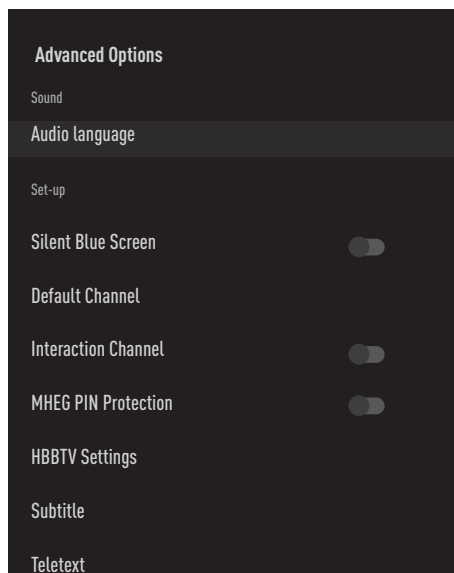 Advanced Options
Sound
Audio language
Set-up
Silent Blue Screen
Default Channel
Interaction Channel
MHEG PIN Protection
HBBTV Settings
Subtitle
Teletext